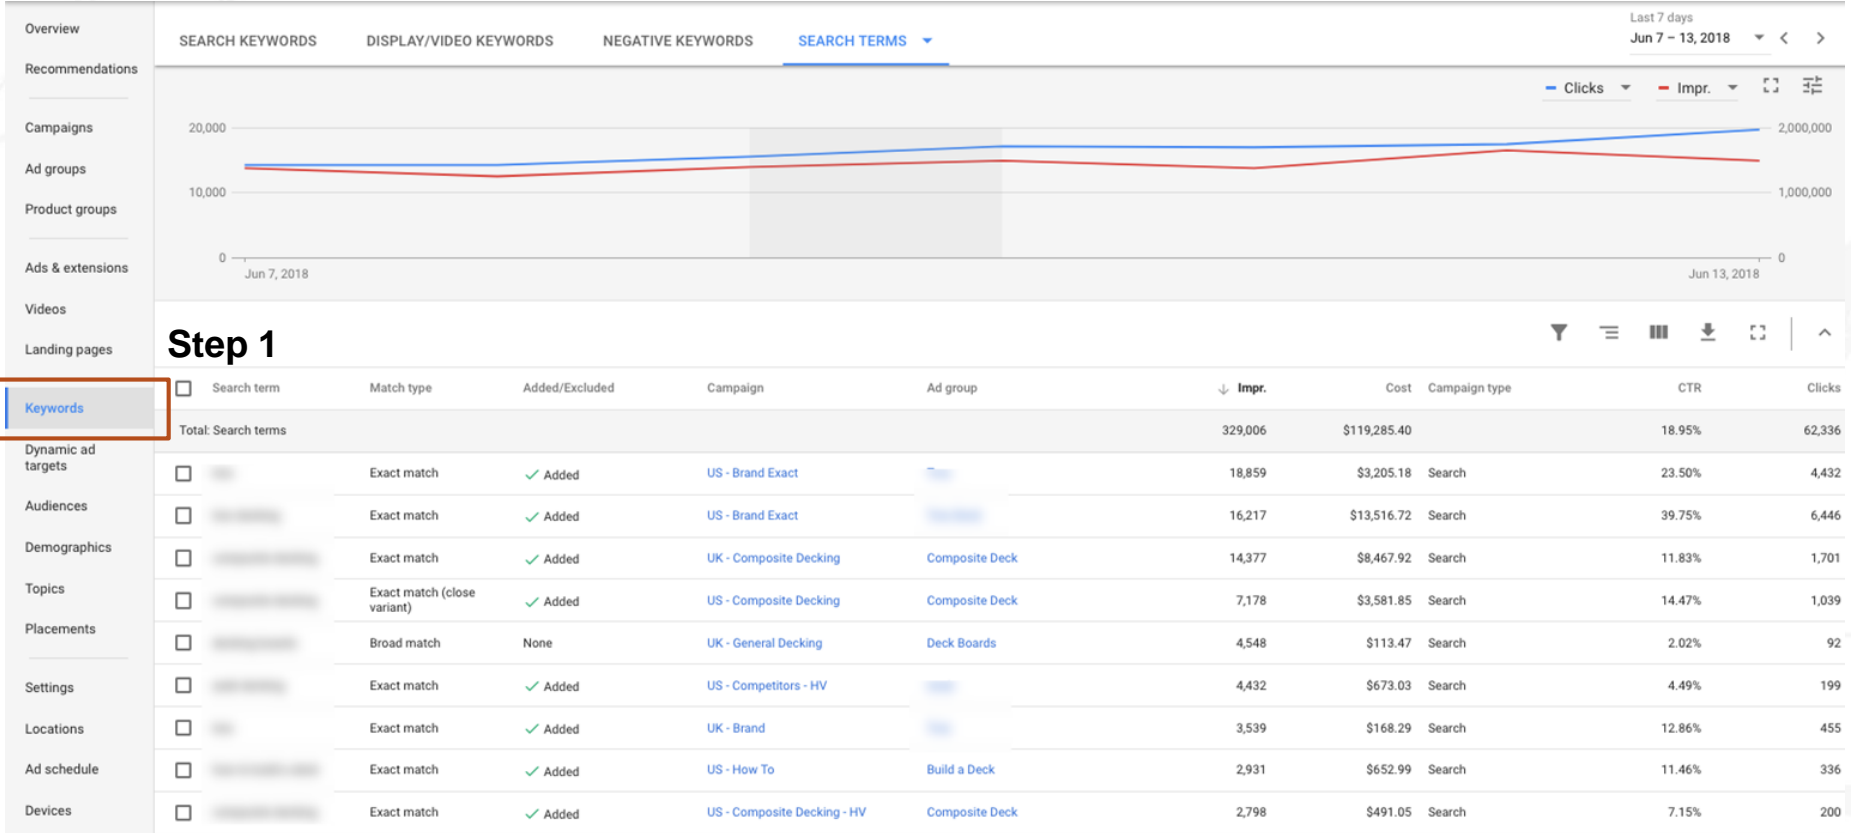 Overview
Recommendations
Campaigns
Ad groups
Product groups
Ads & extensions
Videos
Landing pages
Keywords
Dynamic ad
targets
Audiences
Demographics
Topics
Placements
Settings
Locations
Ad schedule
Devices
SEARCH KEYWORDS DISPLAY/VIDEO KEYWORDS NEGATIVE KEYWORDS SEARCH TERMS
Last 7 days
Jun 7 – 13, 2018
Clicks Impr.
20,000 2,000,000
10,000 1,000,000
0 0
Jun 7, 2018 Jun 13, 2018
Step 1
Search term Match type Added/Excluded Campaign Ad group Impr. Cost Campaign type CTR Clicks
Total: Search terms 329,006 $119,285.40 18.95% 62,336
Exact match Added US - Brand Exact 18,859 $3,205.18 Search 23.50% 4,432
Exact match Added US - Brand Exact 16,217 $13,516.72 Search 39.75% 6,446
Exact match Added UK - Composite Decking Composite Deck 14,377 $8,467.92 Search 11.83% 1,701
Exact match (close
variant) Added US - Composite Decking Composite Deck 7,178 $3,581.85 Search 14.47% 1,039
Broad match None UK - General Decking Deck Boards 4,548 $113.47 Search 2.02% 92
Exact match Added US - Competitors - HV 4,432 $673.03 Search 4.49% 199
Exact match Added UK - Brand 3,539 $168.29 Search 12.86% 455
Exact match Added US - How To Build a Deck 2,931 $652.99 Search 11.46% 336
Exact match Added US - Composite Decking - HV Composite Deck 2,798 $491.05 Search 7.15% 200